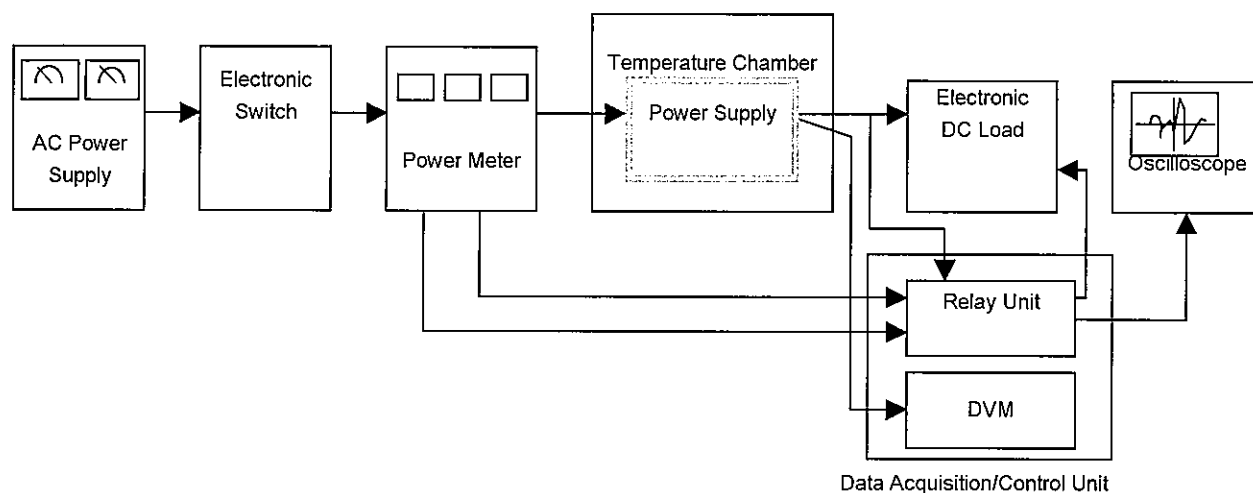 AC Power
Supply
Electronic
Switch
Power Meter
Temperature Chamber
Power Supply
Electronic
DC Load
Oscilloscope
Relay Unit
DVM
Data Acquisition/Control Unit